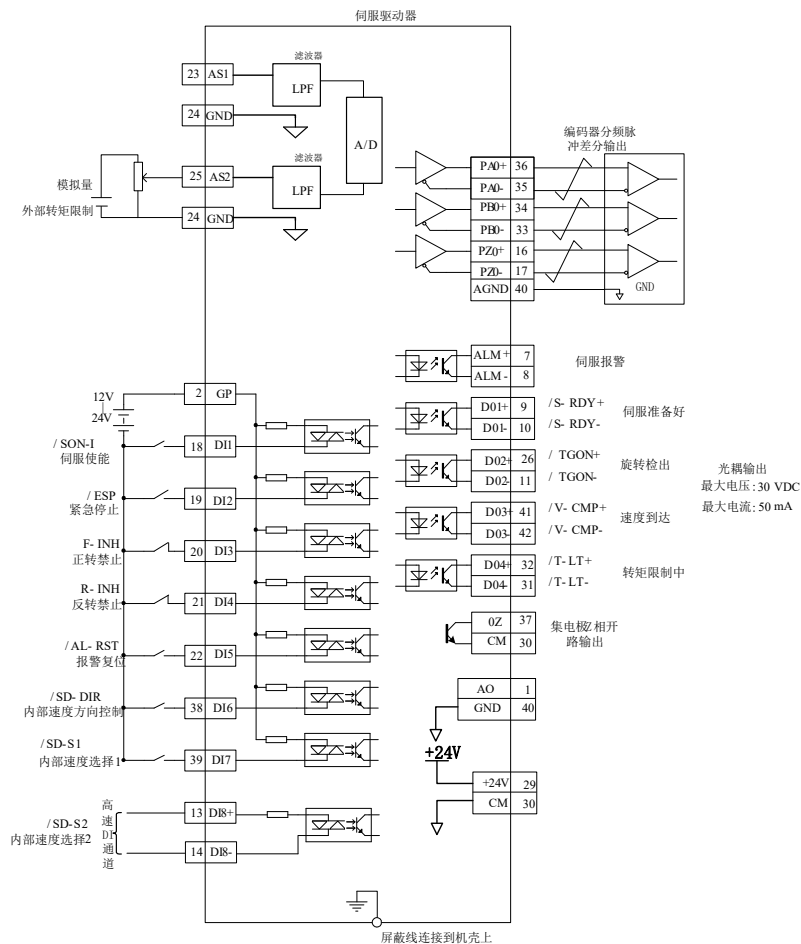 伺服驱动器
滤波器
23 AS1
LPF
24 GND
A/D
滤波器
25 AS2
LPF
模拟量
外部转矩限制
24 GND
编码器分频脉
冲差分输出
PA0+ 36
PA0- 35
PB0+ 34
PB0- 33
PZ0+ 16
PZ0- 17
AGND 40
GND
ALM+ 7
ALM- 8
伺服报警
2 GP
12V
24V
D01+ 9 /S-RDY+
D01- 10 /S-RDY-
伺服准备好
/SON-I
伺服使能
18 DI1
D02+ 26 /TGON+
D02- 11 /TGON-
旋转检出
光耦输出
最大电压:30 VDC
最大电流:50 mA
/ESP
紧急停止
19 DI2
D03+ 41 /V-CMP+
D03- 42 /V-CMP-
速度到达
F-INH
正转禁止
20 DI3
D04+ 32 /T-LT+
D04- 31 /T-LT-
转矩限制中
R-INH
反转禁止
21 DI4
0Z 37
CM 30
集电极Z相开
路输出
/AL-RST
报警复位
22 DI5
AO 1
GND 40
/SD-DIR
内部速度方向控制
38 DI6
/SD-S1
内部速度选择1
39 DI7
+24V
+24V 29
CM 30
/SD-S2
内部速度选择2
高速DI通道
13 DI8+
14 DI8-
屏蔽线连接到机壳上